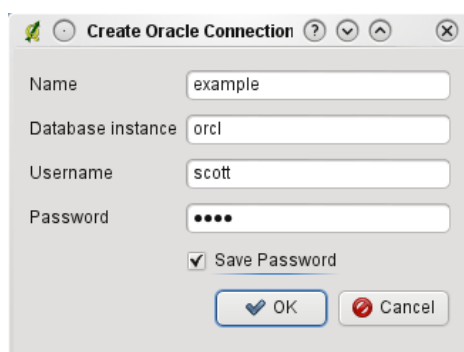 Create Oracle Connection
Name example
Database instance orcl
Username scott
Password ••••
Save Password
OK Cancel